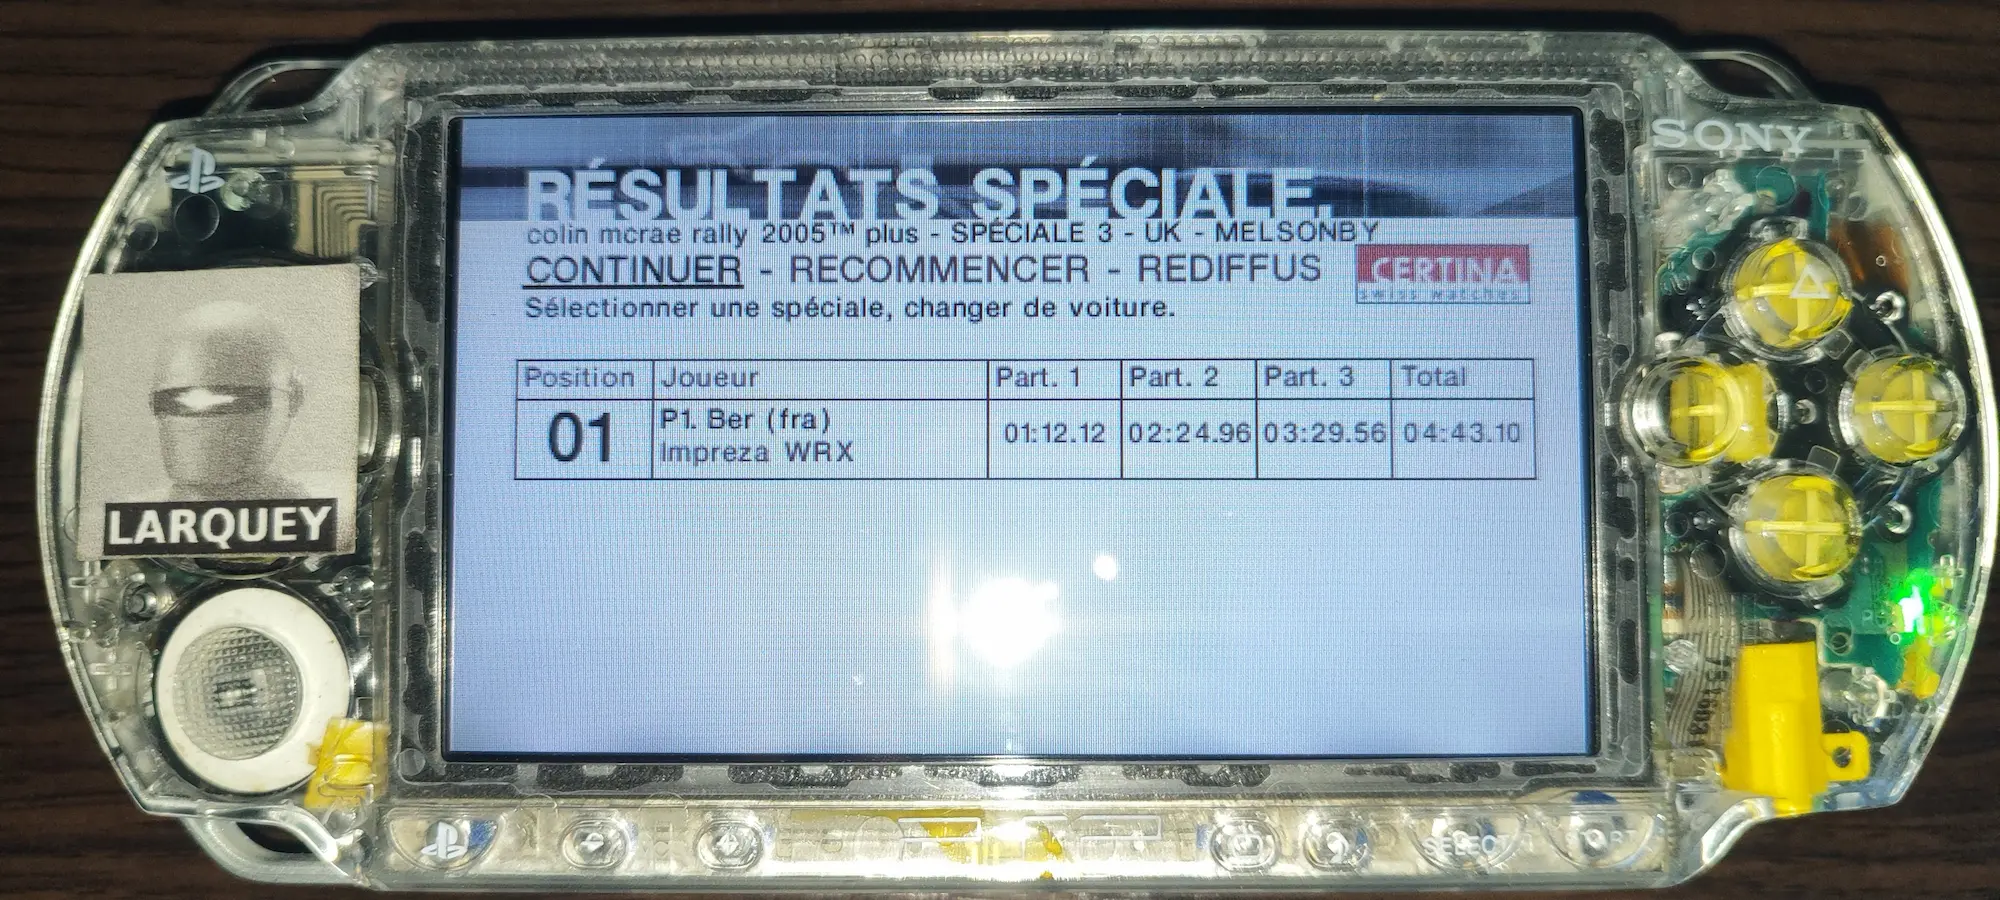 SONY
RÉSULTATS SPÉCIALE.
colin mcrae rally 2005™ plus - SPÉCIALE 3 - UK - MELSONBY
CONTINUER - RECOMMENCER - REDIFFUS
CERTINA
swiss watches
Sélectionner une spéciale, changer de voiture.
Position Joueur Part. 1 Part. 2 Part. 3 Total
01 P1. Ber (fra) 01:12.12 02:24.96 03:29.56 04:43.10
Impreza WRX
LARQUEY
SELECT START